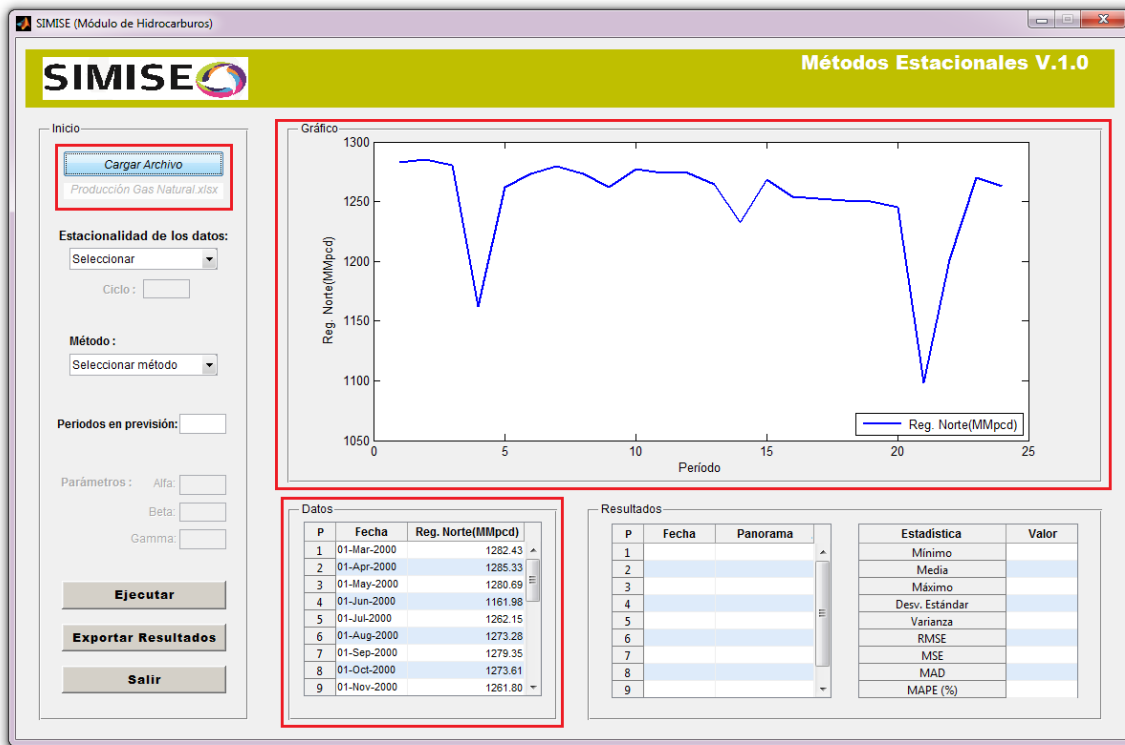 SIMISE (Módulo de Hidrocarburos)
SIMISE
Métodos Estacionales V.1.0
Inicio
Cargar Archivo
Producción Gas Natural.xlsx
Estacionalidad de los datos:
Seleccionar
Ciclo :
Método :
Seleccionar método
Periodos en previsión:
Parámetros : Alfa:
Beta:
Gamma:
Ejecutar
Exportar Resultados
Salir
Gráfico
1300
1250
1200
1150
1100
1050
Reg. Norte(MMpcd)
0 5 10 15 20 25
Período
Reg. Norte(MMpcd)
Datos
P Fecha Reg. Norte(MMpcd)
1 01-Mar-2000 1282.43
2 01-Apr-2000 1285.33
3 01-May-2000 1280.69
4 01-Jun-2000 1161.98
5 01-Jul-2000 1262.15
6 01-Aug-2000 1273.28
7 01-Sep-2000 1279.35
8 01-Oct-2000 1273.61
9 01-Nov-2000 1261.80
Resultados
P Fecha Panorama
1
2
3
4
5
6
7
8
9
Estadística Valor
Mínimo
Media
Máximo
Desv. Estándar
Varianza
RMSE
MSE
MAD
MAPE (%)